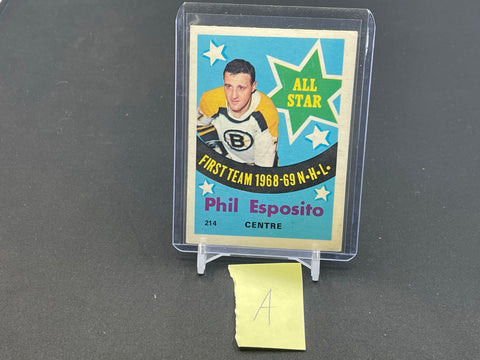 ALL
STAR
B
FIRST TEAM 1968-69 N·H·L·
Phil Esposito
214 CENTRE
A